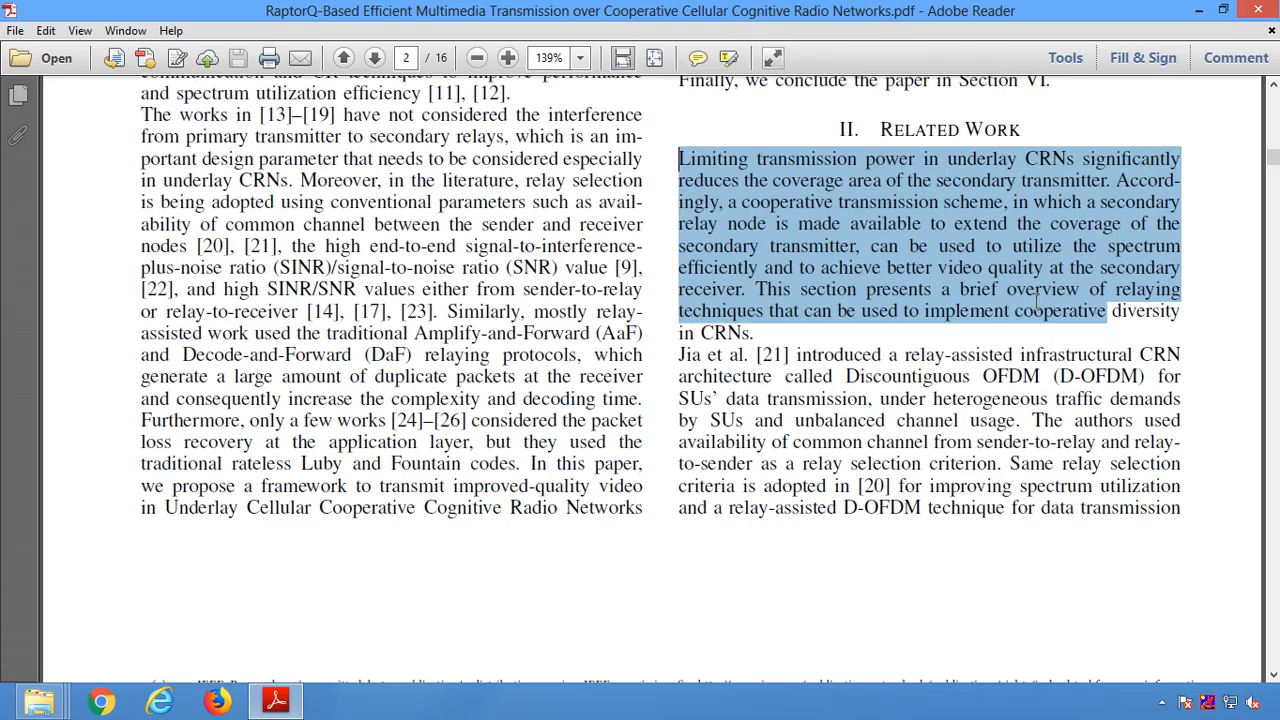 RaptorQ-Based Efficient Multimedia Transmission over Cooperative Cellular Cognitive Radio Networks.pdf - Adobe Reader
File Edit View Window Help
Open 2 / 16 139% Tools Fill & Sign Comment
and spectrum utilization efficiency [11], [12].
The works in [13]–[19] have not considered the interference
from primary transmitter to secondary relays, which is an im-
portant design parameter that needs to be considered especially
in underlay CRNs. Moreover, in the literature, relay selection
is being adopted using conventional parameters such as avail-
ability of common channel between the sender and receiver
nodes [20], [21], the high end-to-end signal-to-interference-
plus-noise ratio (SINR)/signal-to-noise ratio (SNR) value [9],
[22], and high SINR/SNR values either from sender-to-relay
or relay-to-receiver [14], [17], [23]. Similarly, mostly relay-
assisted work used the traditional Amplify-and-Forward (AaF)
and Decode-and-Forward (DaF) relaying protocols, which
generate a large amount of duplicate packets at the receiver
and consequently increase the complexity and decoding time.
Furthermore, only a few works [24]–[26] considered the packet
loss recovery at the application layer, but they used the
traditional rateless Luby and Fountain codes. In this paper,
we propose a framework to transmit improved-quality video
in Underlay Cellular Cooperative Cognitive Radio Networks
Finally, we conclude the paper in Section VI.
II. RELATED WORK
Limiting transmission power in underlay CRNs significantly
reduces the coverage area of the secondary transmitter. Accord-
ingly, a cooperative transmission scheme, in which a secondary
relay node is made available to extend the coverage of the
secondary transmitter, can be used to utilize the spectrum
efficiently and to achieve better video quality at the secondary
receiver. This section presents a brief overview of relaying
techniques that can be used to implement cooperative diversity
in CRNs.
Jia et al. [21] introduced a relay-assisted infrastructural CRN
architecture called Discountiguous OFDM (D-OFDM) for
SUs' data transmission, under heterogeneous traffic demands
by SUs and unbalanced channel usage. The authors used
availability of common channel from sender-to-relay and relay-
to-sender as a relay selection criterion. Same relay selection
criteria is adopted in [20] for improving spectrum utilization
and a relay-assisted D-OFDM technique for data transmission